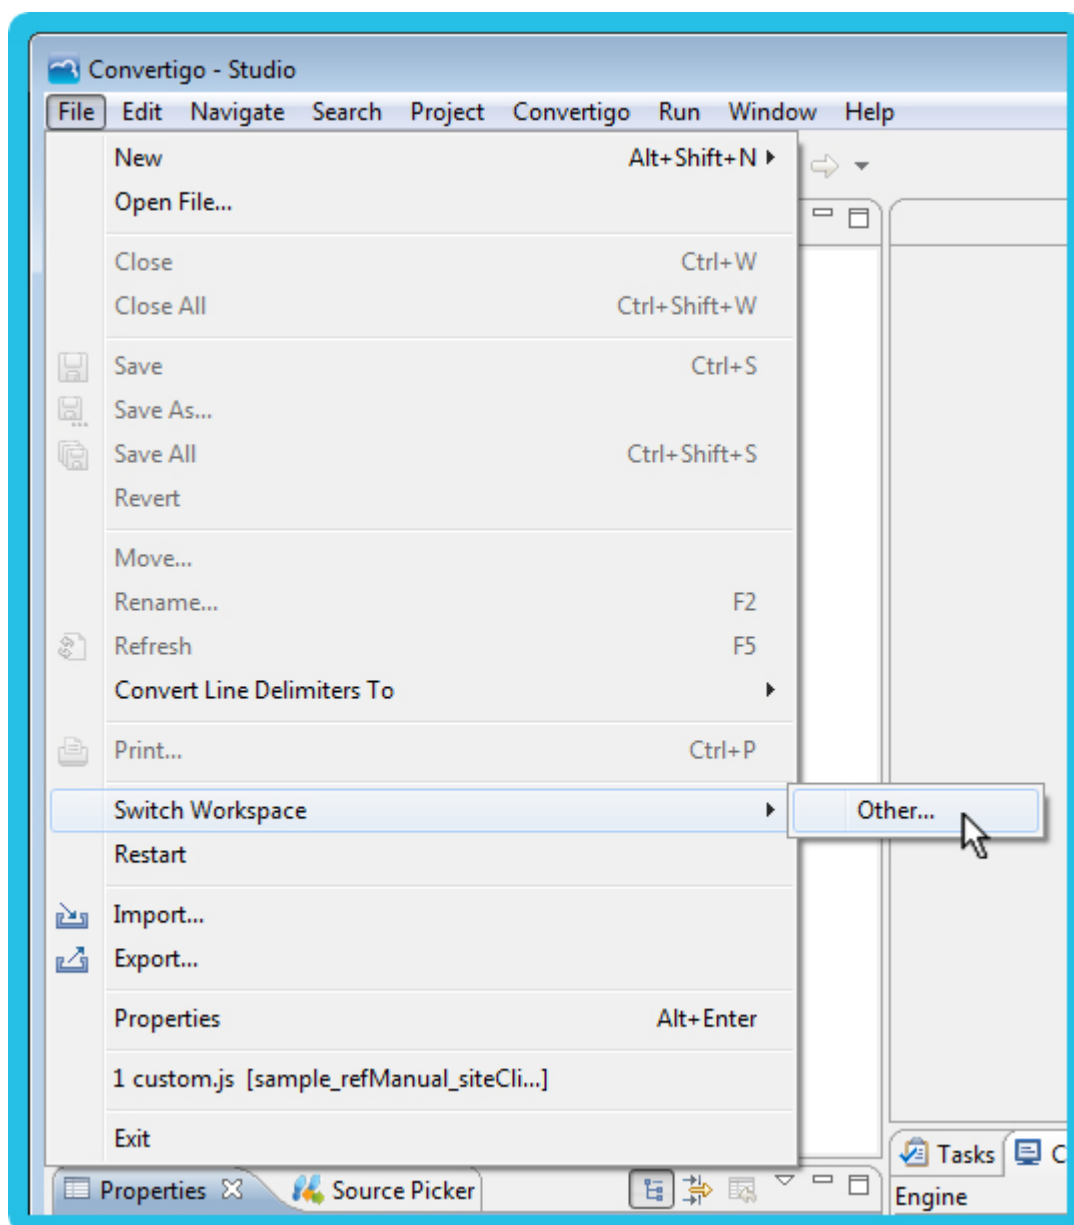 Convertigo - Studio
File Edit Navigate Search Project Convertigo Run Window Help
New Alt+Shift+N
Open File...
Close Ctrl+W
Close All Ctrl+Shift+W
Save Ctrl+S
Save As...
Save All Ctrl+Shift+S
Revert
Move...
Rename... F2
Refresh F5
Convert Line Delimiters To
Print... Ctrl+P
Switch Workspace Other...
Restart
Import...
Export...
Properties Alt+Enter
1 custom.js [sample_refManual_siteCli...]
Exit
Tasks C
Properties Source Picker
Engine